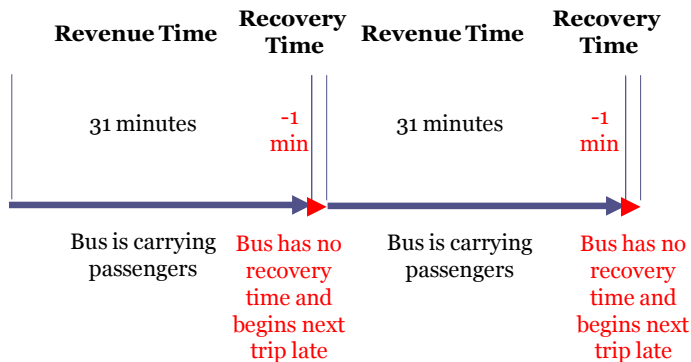 Revenue Time
Recovery
Time
Revenue Time
Recovery
Time
31 minutes
-1
min
31 minutes
-1
min
Bus is carrying
passengers
Bus has no
recovery
time and
begins next
trip late
Bus is carrying
passengers
Bus has no
recovery
time and
begins next
trip late